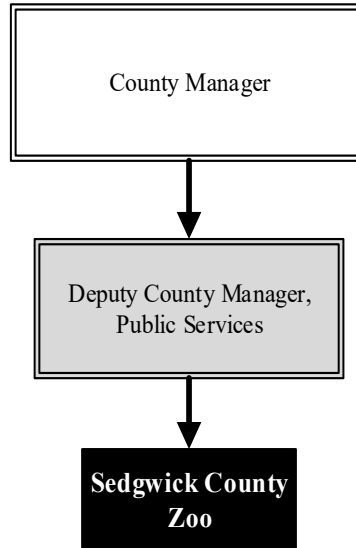 County Manager
Deputy County Manager,
Public Services
Sedgwick County
Zoo